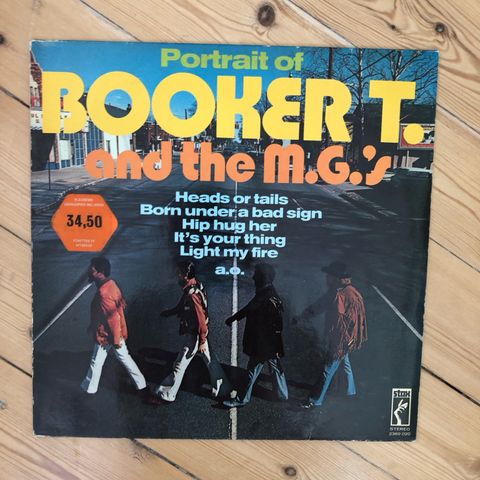 Portrait of
BOOKER T.
and the M.G.'s
Heads or tails
Born under a bad sign
Hip hug her
It's your thing
Light my fire
a.o.
34,50
stax
STEREO